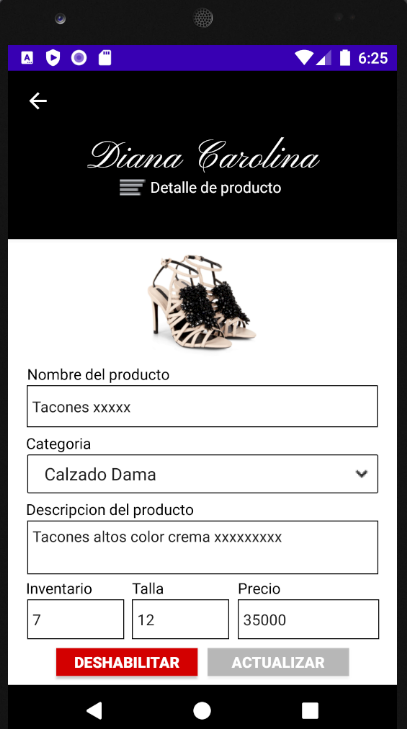 6:25
Diana Carolina
Detalle de producto
Nombre del producto
Tacones xxxxx
Categoria
Calzado Dama
Descripcion del producto
Tacones altos color crema xxxxxxxxx
Inventario Talla Precio
7 12 35000
DESHABILITAR ACTUALIZAR